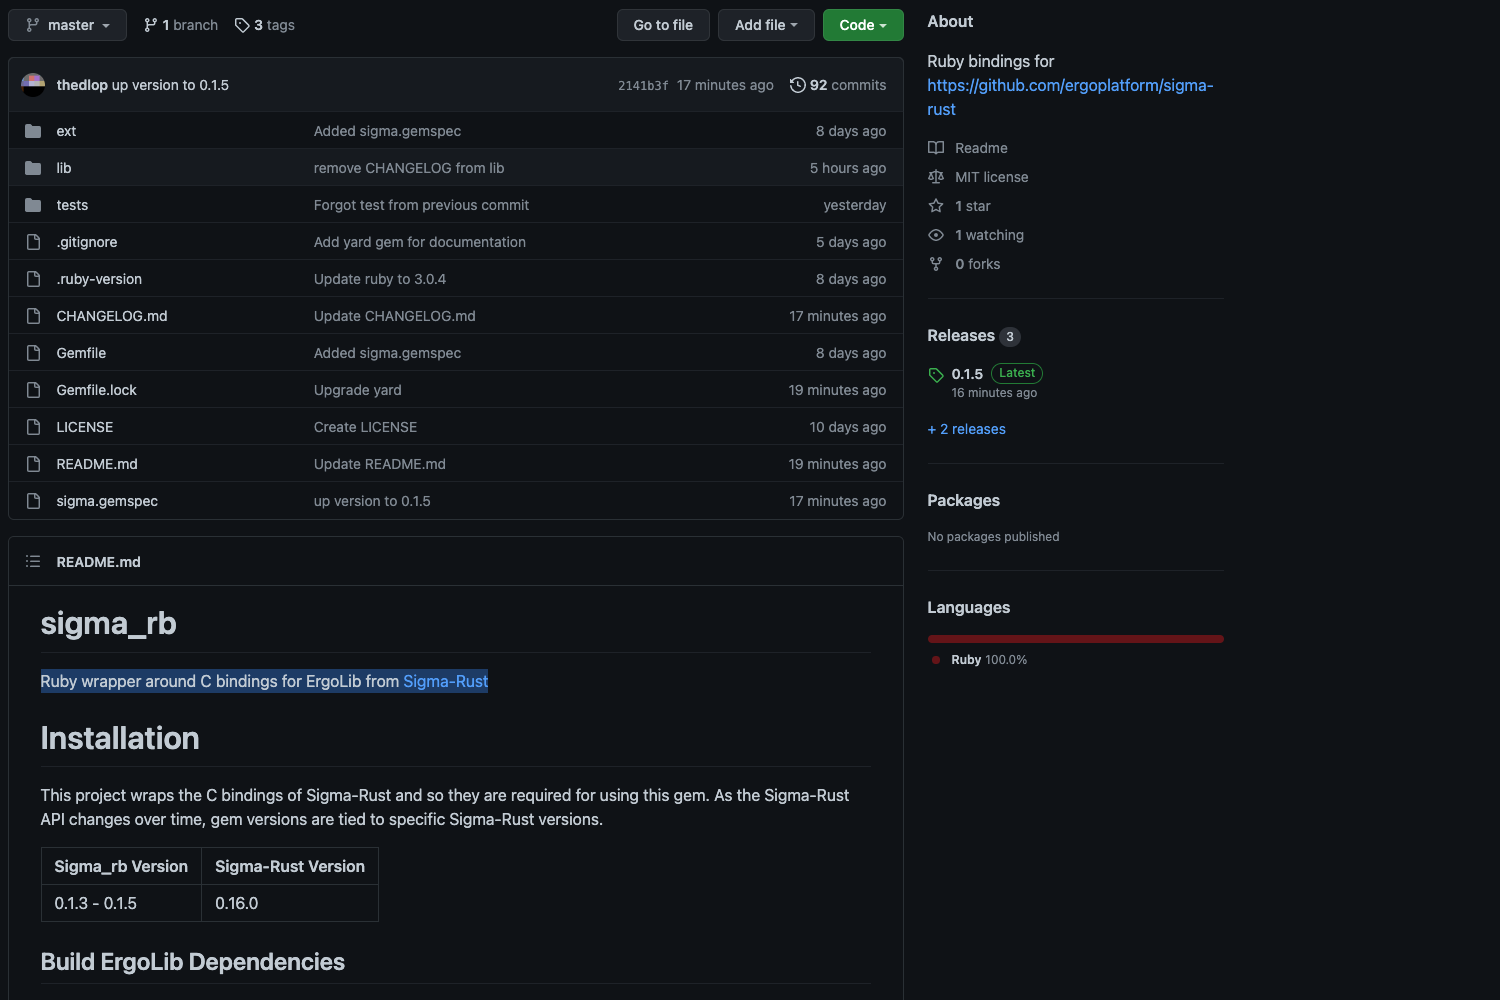 master
1 branch
3 tags
Go to file
Add file
Code
thedlop up version to 0.1.5
2141b3f 17 minutes ago
92 commits
ext Added sigma.gemspec 8 days ago
lib remove CHANGELOG from lib 5 hours ago
tests Forgot test from previous commit yesterday
.gitignore Add yard gem for documentation 5 days ago
.ruby-version Update ruby to 3.0.4 8 days ago
CHANGELOG.md Update CHANGELOG.md 17 minutes ago
Gemfile Added sigma.gemspec 8 days ago
Gemfile.lock Upgrade yard 19 minutes ago
LICENSE Create LICENSE 10 days ago
README.md Update README.md 19 minutes ago
sigma.gemspec up version to 0.1.5 17 minutes ago
README.md
sigma_rb
Ruby wrapper around C bindings for ErgoLib from Sigma-Rust
Installation
This project wraps the C bindings of Sigma-Rust and so they are required for using this gem. As the Sigma-Rust
API changes over time, gem versions are tied to specific Sigma-Rust versions.
Sigma_rb Version Sigma-Rust Version
0.1.3 - 0.1.5 0.16.0
Build ErgoLib Dependencies
About
Ruby bindings for
https://github.com/ergoplatform/sigma-
rust
Readme
MIT license
1 star
1 watching
0 forks
Releases 3
0.1.5 Latest
16 minutes ago
+ 2 releases
Packages
No packages published
Languages
Ruby 100.0%